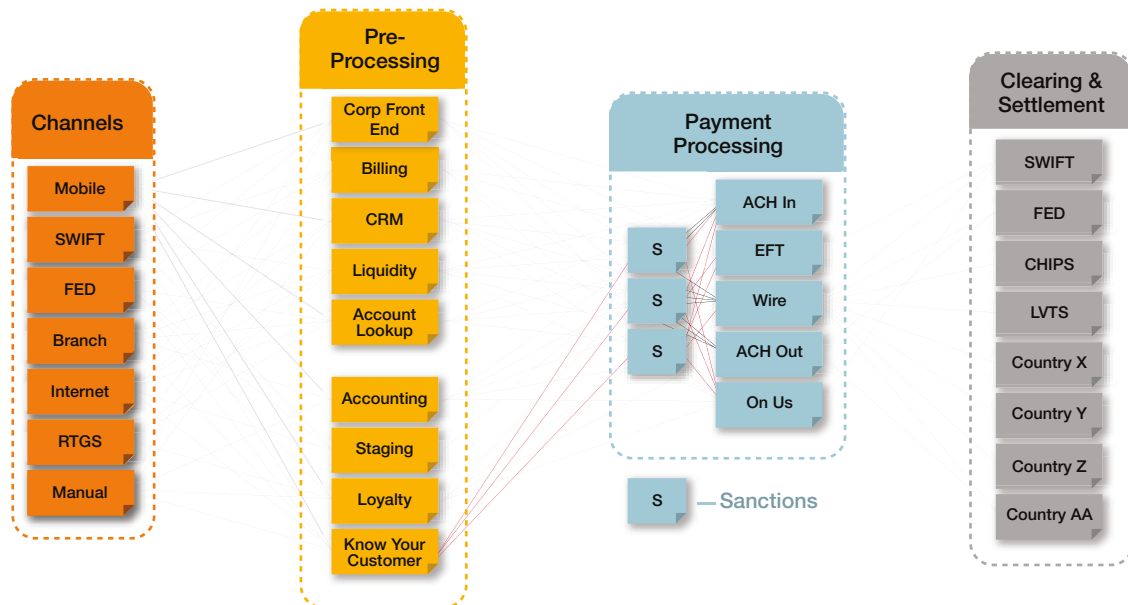 Channels
Mobile
SWIFT
FED
Branch
Internet
RTGS
Manual
Pre-
Processing
Corp Front
End
Billing
CRM
Liquidity
Account
Lookup
Accounting
Staging
Loyalty
Know Your
Customer
Payment
Processing
S
S
S
ACH In
EFT
Wire
ACH Out
On Us
S
Sanctions
Clearing &
Settlement
SWIFT
FED
CHIPS
LVTS
Country X
Country Y
Country Z
Country AA